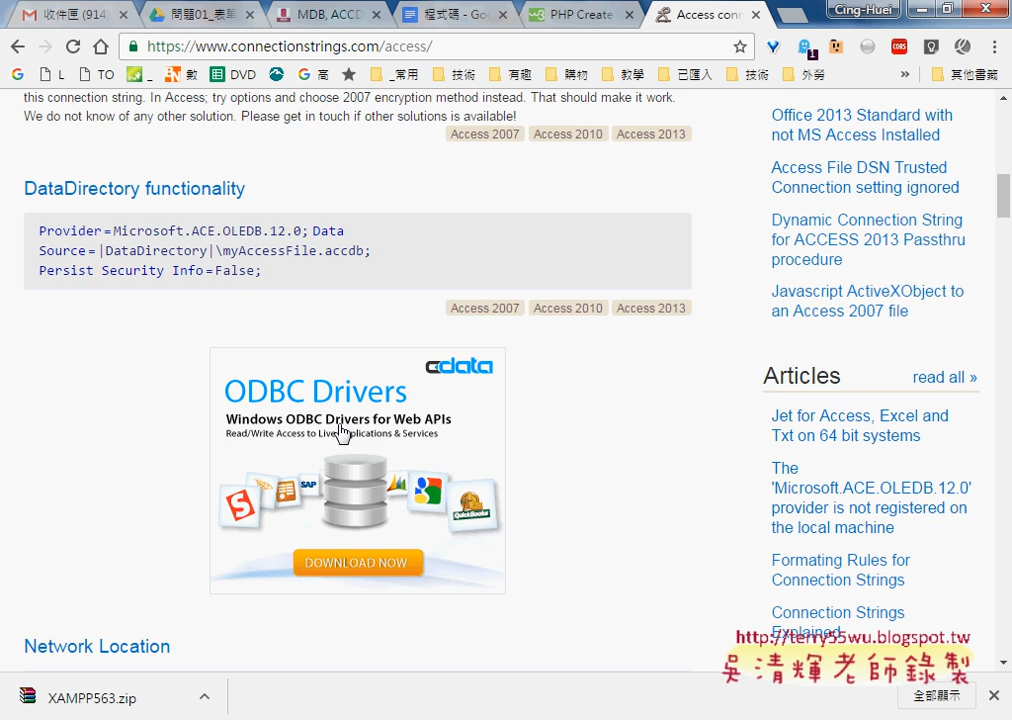 收件匣 (914)
問題01_表單
MDB, ACCD
程式碼 - Goo
PHP Create
Access conn
Cing-Huei
https://www.connectionstrings.com/access/
L
TO
_
數
DVD
高
_常用
技術
有趣
購物
教學
已匯入
技術
外勞
»
其他書籤
this connection string. In Access; try options and choose 2007 encryption method instead. That should make it work.
We do not know of any other solution. Please get in touch if other solutions is available!
Access 2007 Access 2010 Access 2013
DataDirectory functionality
Provider=Microsoft.ACE.OLEDB.12.0; Data
Source=|DataDirectory|\myAccessFile.accdb;
Persist Security Info=False;
Access 2007 Access 2010 Access 2013
cdata
ODBC Drivers
Windows ODBC Drivers for Web APIs
Read/Write Access to Live Applications & Services
SAP
QuickBooks
DOWNLOAD NOW
Network Location
Office 2013 Standard with
not MS Access Installed
Access File DSN Trusted
Connection setting ignored
Dynamic Connection String
for ACCESS 2013 Passthru
procedure
Javascript ActiveXObject to
an Access 2007 file
Articles
read all »
Jet for Access, Excel and
Txt on 64 bit systems
The
'Microsoft.ACE.OLEDB.12.0'
provider is not registered on
the local machine
Formating Rules for
Connection Strings
Connection Strings
Explained
http://terry55wu.blogspot.tw
吳清輝老師錄製
XAMPP563.zip
全部顯示